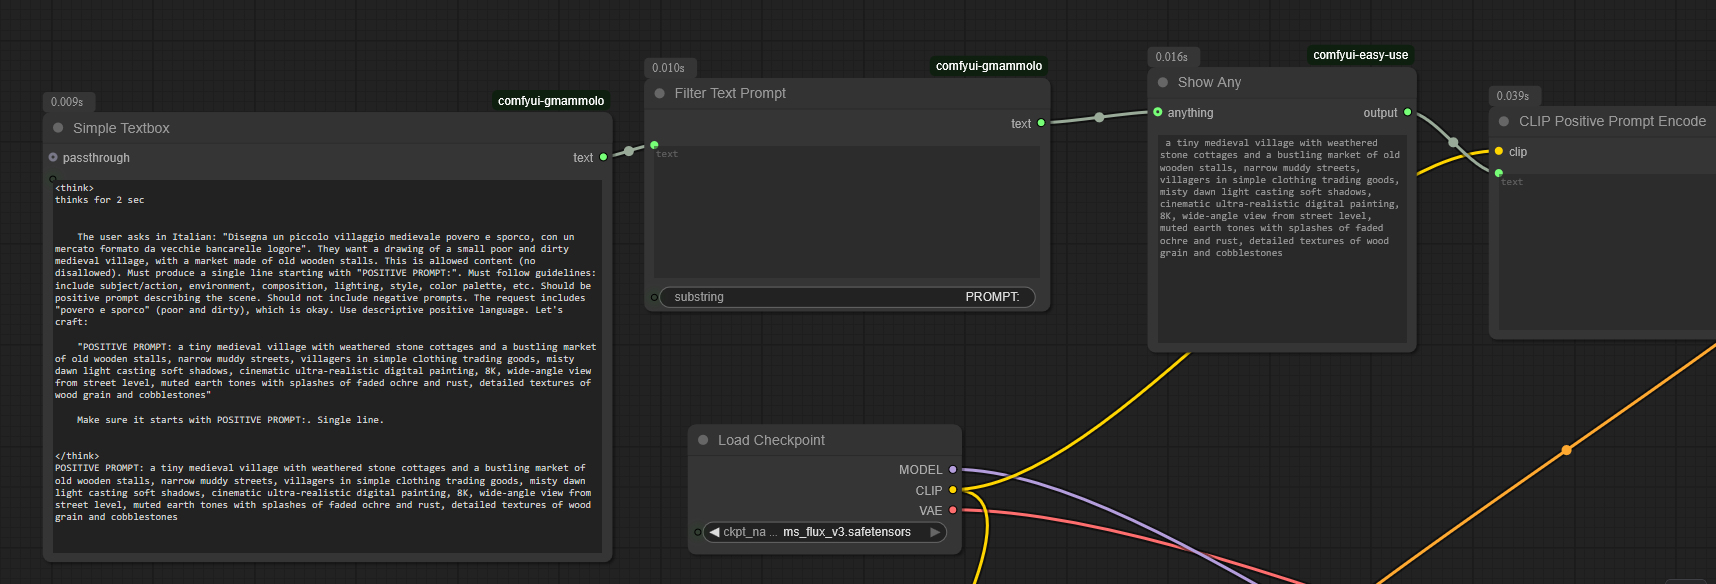 0.009s
comfyui-gmammolo
Simple Textbox
passthrough
text
<think>
thinks for 2 sec
The user asks in Italian: "Disegna un piccolo villaggio medievale povero e sporco, con un
mercato formato da vecchie bancarelle logore". They want a drawing of a small poor and dirty
medieval village, with a market made of old wooden stalls. This is allowed content (no
disallowed). Must produce a single line starting with "POSITIVE PROMPT:". Must follow guidelines:
include subject/action, environment, composition, lighting, style, color palette, etc. Should be
positive prompt describing the scene. Should not include negative prompts. The request includes
"povero e sporco" (poor and dirty), which is okay. Use descriptive positive language. Let's
craft:
"POSITIVE PROMPT: a tiny medieval village with weathered stone cottages and a bustling market
of old wooden stalls, narrow muddy streets, villagers in simple clothing trading goods, misty
dawn light casting soft shadows, cinematic ultra-realistic digital painting, 8K, wide-angle view
from street level, muted earth tones with splashes of faded ochre and rust, detailed textures of
wood grain and cobblestones"
Make sure it starts with POSITIVE PROMPT:. Single line.
</think>
POSITIVE PROMPT: a tiny medieval village with weathered stone cottages and a bustling market of
old wooden stalls, narrow muddy streets, villagers in simple clothing trading goods, misty dawn
light casting soft shadows, cinematic ultra-realistic digital painting, 8K, wide-angle view from
street level, muted earth tones with splashes of faded ochre and rust, detailed textures of wood
grain and cobblestones
0.010s
comfyui-gmammolo
Filter Text Prompt
text
text
substring
PROMPT:
0.016s
comfyui-easy-use
Show Any
anything
output
a tiny medieval village with weathered
stone cottages and a bustling market of old
wooden stalls, narrow muddy streets,
villagers in simple clothing trading goods,
misty dawn light casting soft shadows,
cinematic ultra-realistic digital painting,
8K, wide-angle view from street level,
muted earth tones with splashes of faded
ochre and rust, detailed textures of wood
grain and cobblestones
0.039s
CLIP Positive Prompt Encode
clip
text
Load Checkpoint
MODEL
CLIP
VAE
ckpt_na ...
ms_flux_v3.safetensors